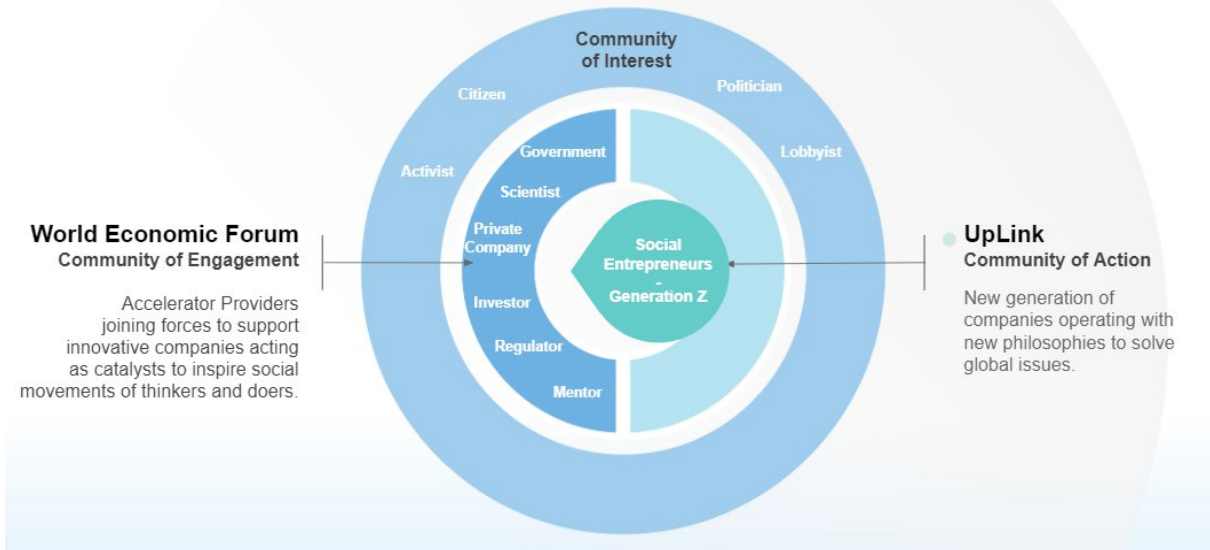 Community
of Interest
Citizen
Politician
Activist
Lobbyist
Government
Scientist
Private
Company
Investor
Regulator
Mentor
Social
Entrepreneurs
-
Generation Z
World Economic Forum
Community of Engagement
Accelerator Providers
joining forces to support
innovative companies acting
as catalysts to inspire social
movements of thinkers and doers.
UpLink
Community of Action
New generation of
companies operating with
new philosophies to solve
global issues.